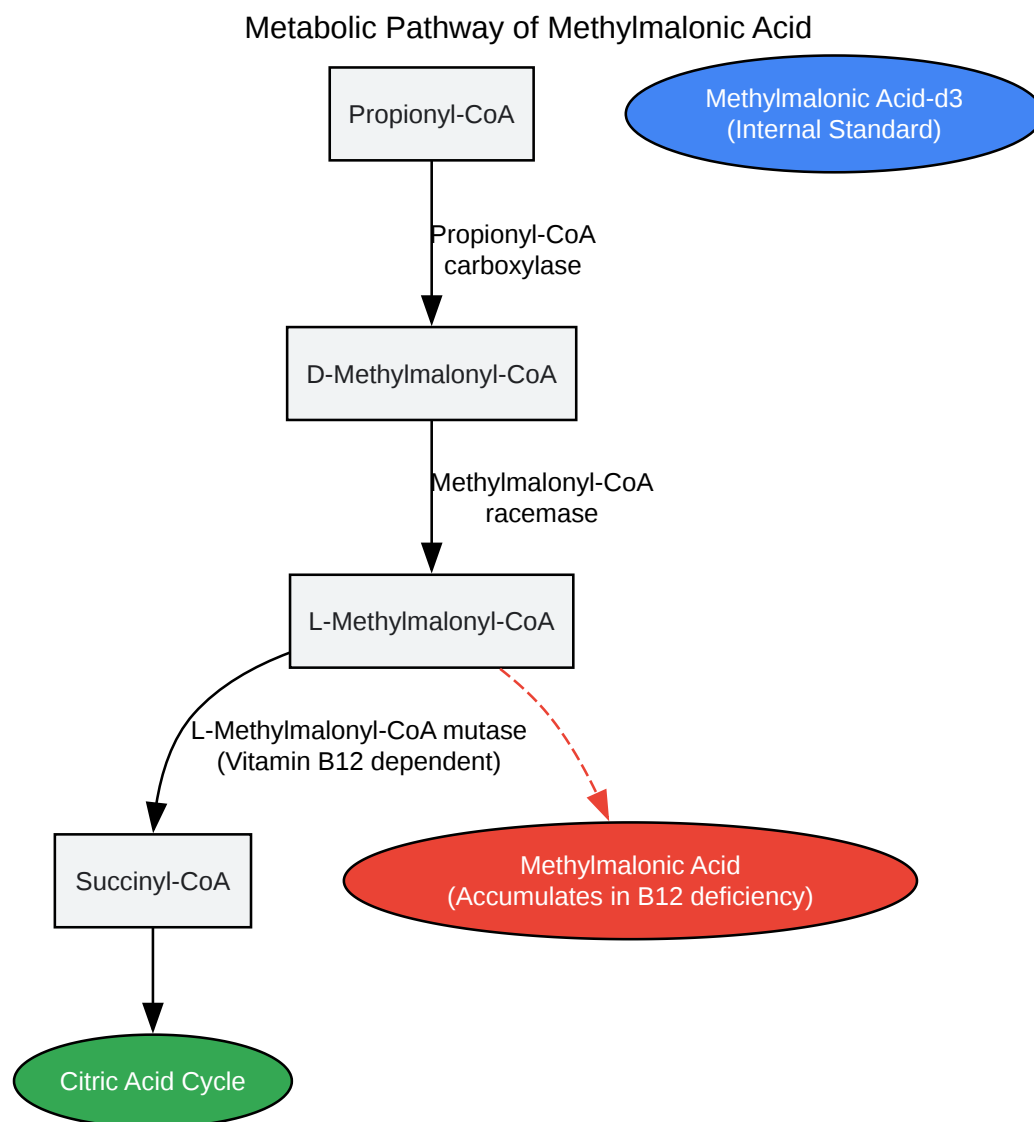 Metabolic Pathway of Methylmalonic Acid
Propionyl-CoA
Methylmalonic Acid-d3
(Internal Standard)
Propionyl-CoA
carboxylase
D-Methylmalonyl-CoA
Methylmalonyl-CoA
racemase
L-Methylmalonyl-CoA
L-Methylmalonyl-CoA mutase
(Vitamin B12 dependent)
Succinyl-CoA
Methylmalonic Acid
(Accumulates in B12 deficiency)
Citric Acid Cycle